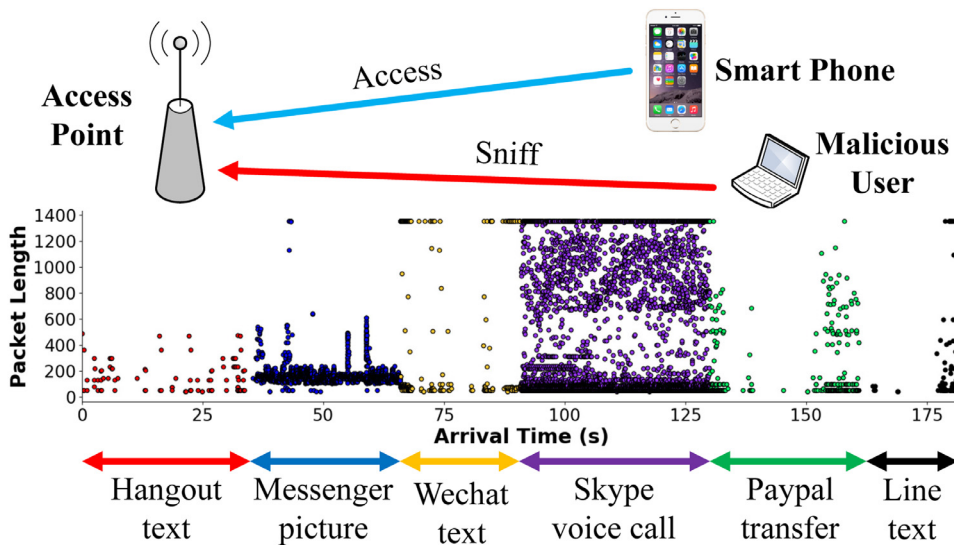 Access
Point
Access
Smart Phone
Sniff
Malicious
User
Packet Length
1400
1200
1000
800
600
400
200
0
0 25 50 75 100 125 150 175
Arrival Time (s)
Hangout
text
Messenger
picture
Wechat
text
Skype
voice call
Paypal
transfer
Line
text